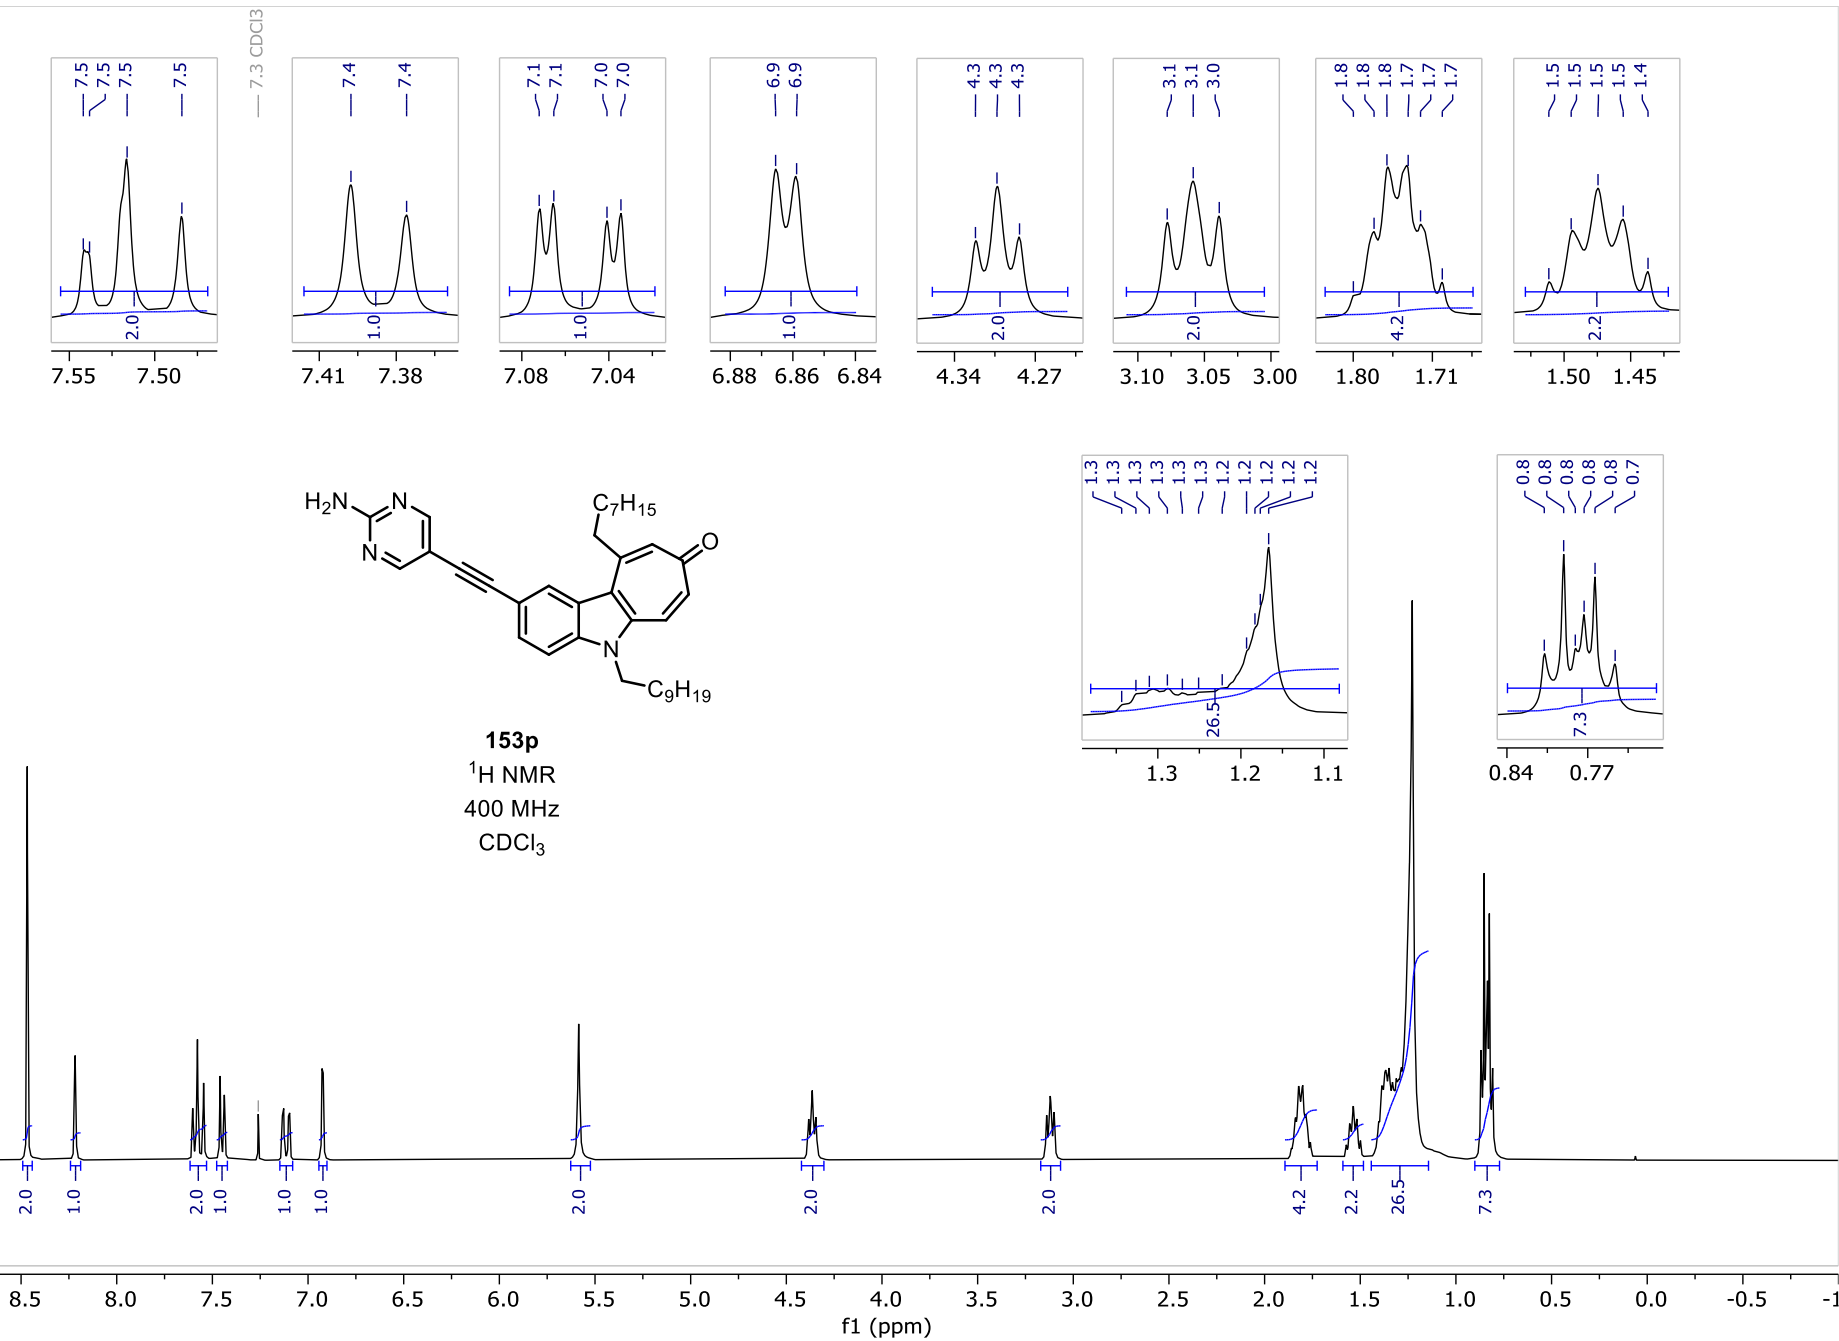 7.5 7.5 7.5 7.5
7.3 CDCl3
7.4 7.4
7.1 7.1 7.0 7.0
6.9 6.9
4.3 4.3 4.3
3.1 3.1 3.0
1.8 1.8 1.8 1.7 1.7 1.7
1.5 1.5 1.5 1.5 1.4
2.0 1.0 1.0 1.0 2.0 2.0 4.2 2.2
7.55 7.50
7.41 7.38
7.08 7.04
6.88 6.86 6.84
4.34 4.27
3.10 3.05 3.00
1.80 1.71
1.50 1.45
1.3 1.3 1.3 1.3 1.3 1.3 1.2 1.2 1.2 1.2 1.2
0.8 0.8 0.8 0.8 0.8 0.7
26.5
7.3
1.3 1.2 1.1
0.84 0.77
H₂N
N
N
C₇H₁₅
O
N
C₉H₁₉
153p
¹H NMR
400 MHz
CDCl₃
2.0 1.0 2.0 1.0 1.0 1.0 2.0 2.0 2.0 4.2 2.2 26.5 7.3
8.5 8.0 7.5 7.0 6.5 6.0 5.5 5.0 4.5 4.0 3.5 3.0 2.5 2.0 1.5 1.0 0.5 0.0 -0.5 -1
f1 (ppm)